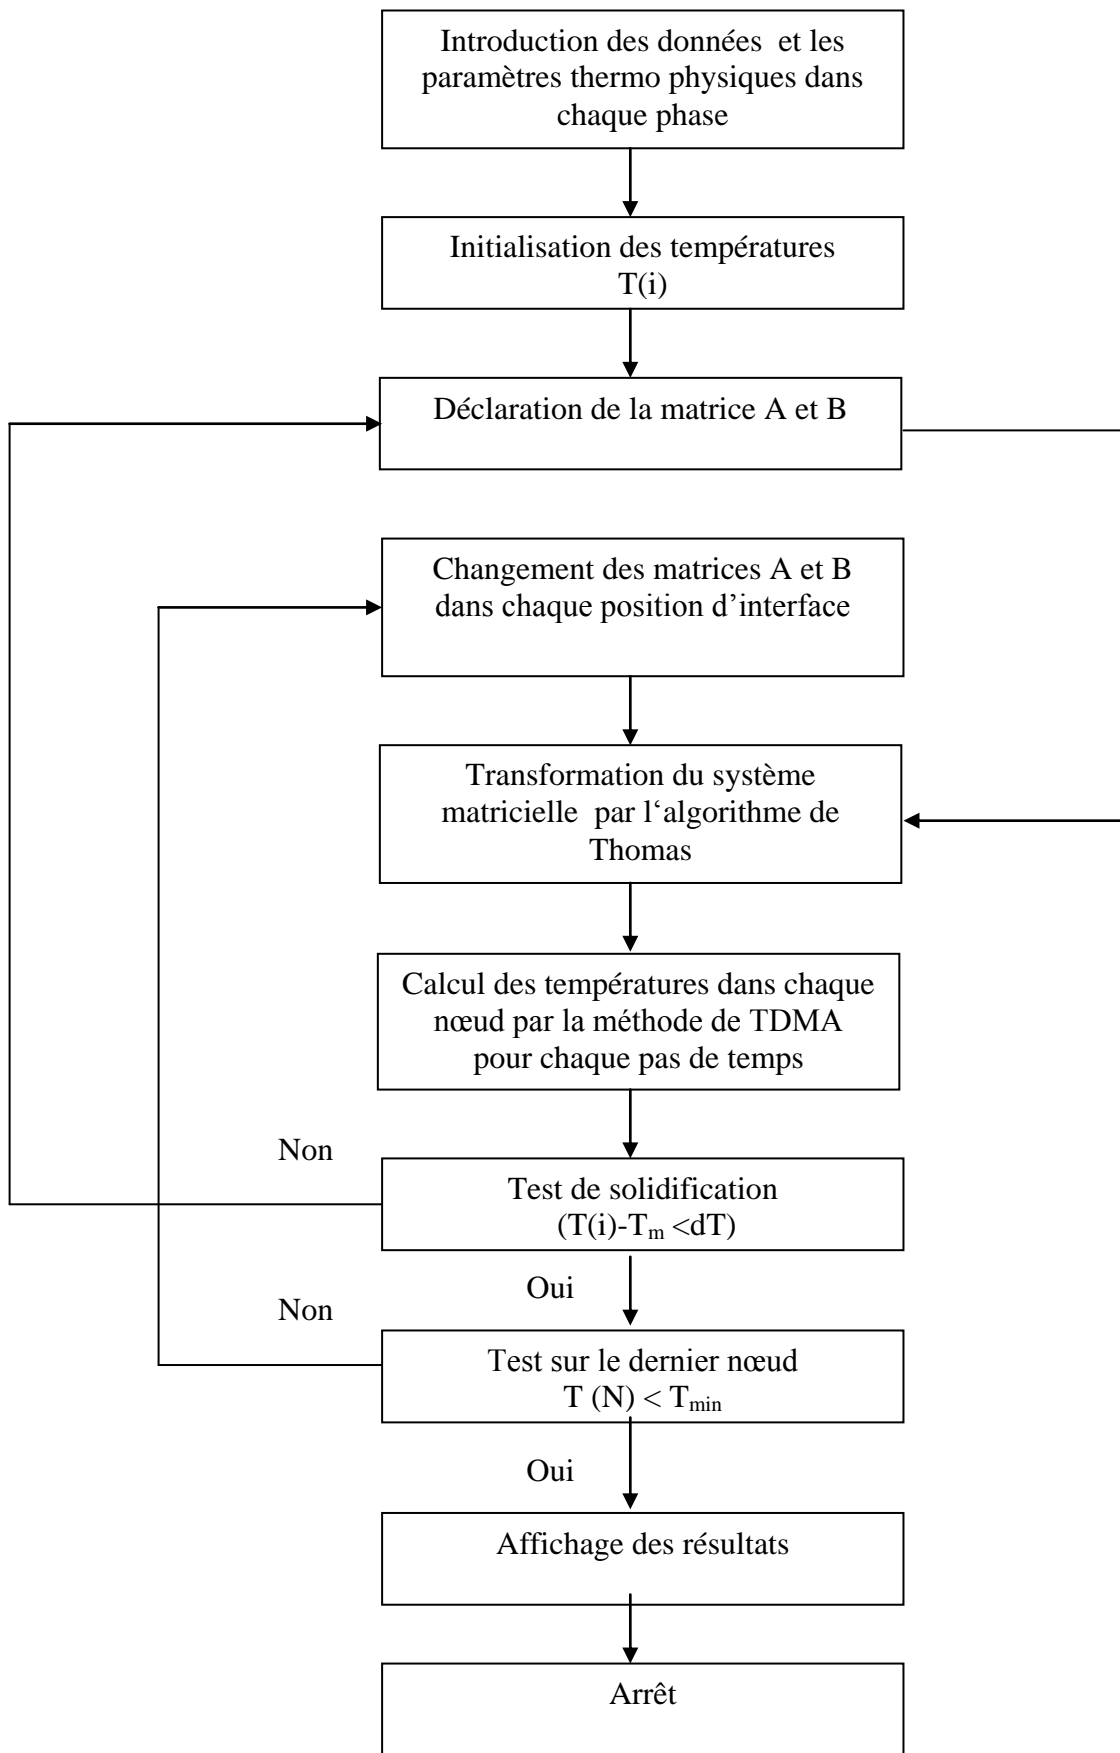 Introduction des données  et les
paramètres thermo physiques dans
chaque phase
Initialisation des températures
T(i)
Déclaration de la matrice A et B
Changement des matrices A et B
dans chaque position d’interface
Transformation du système
matricielle  par l‘algorithme de
Thomas
Calcul des températures dans chaque
nœud par la méthode de TDMA
pour chaque pas de temps
Non
Test de solidification
(T(i)-Tm <dT)
Oui
Non
Test sur le dernier nœud
T (N) < Tmin
Oui
Affichage des résultats
Arrêt